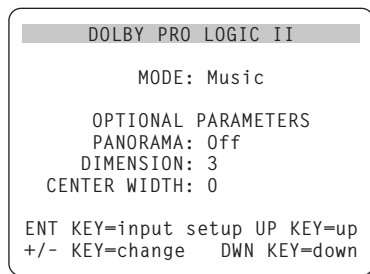 DOLBY PRO LOGIC II
MODE: Music
OPTIONAL PARAMETERS
PANORAMA: Off
DIMENSION: 3
CENTER WIDTH: 0
ENT KEY=input setup UP KEY=up
+/- KEY=change DWN KEY=down